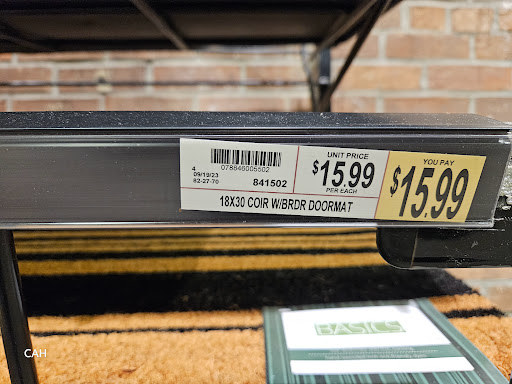 078646005502
4
09/19/23
82-27-70
841502
UNIT PRICE
$15.99
PER EACH
YOU PAY
$15.99
18X30 COIR W/BRDR DOORMAT
BASICS
CAH